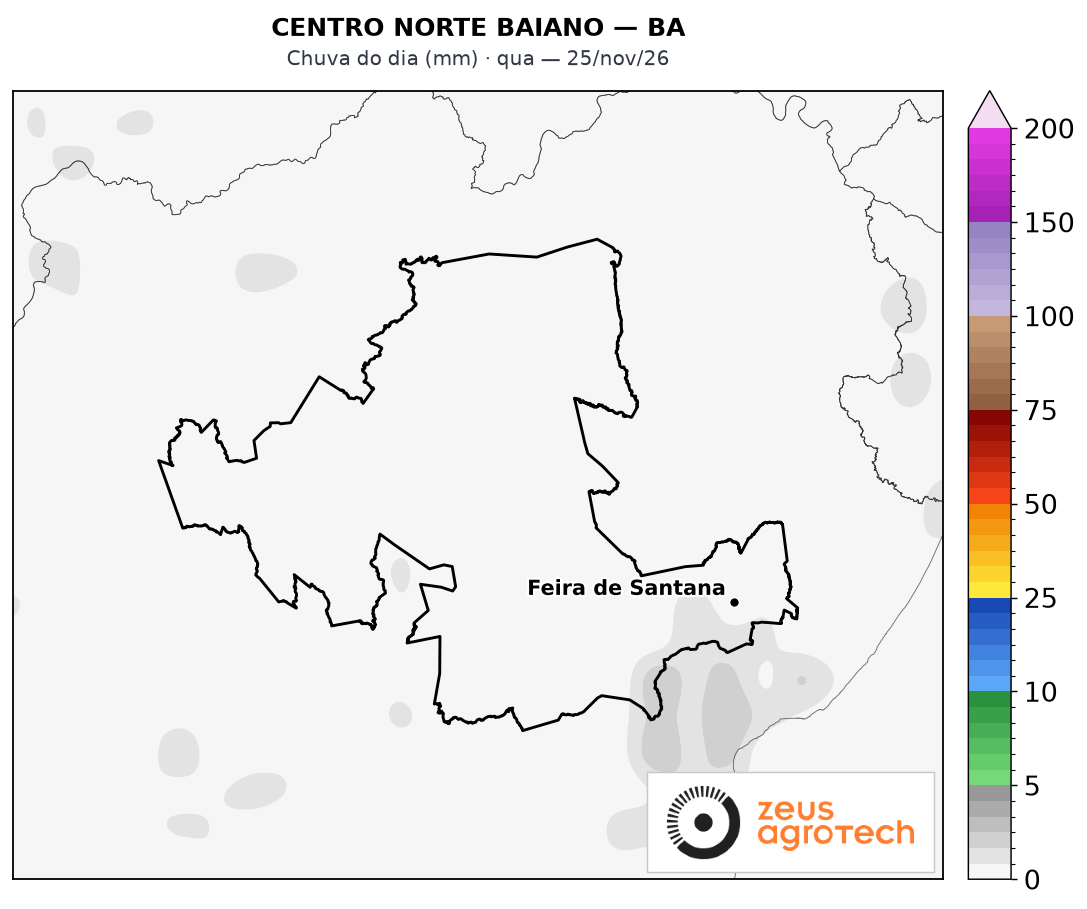 CENTRO NORTE BAIANO — BA
Chuva do dia (mm) · qua — 25/nov/26
200
150
100
75
50
25
10
5
0
Feira de Santana
zeus
agrotech